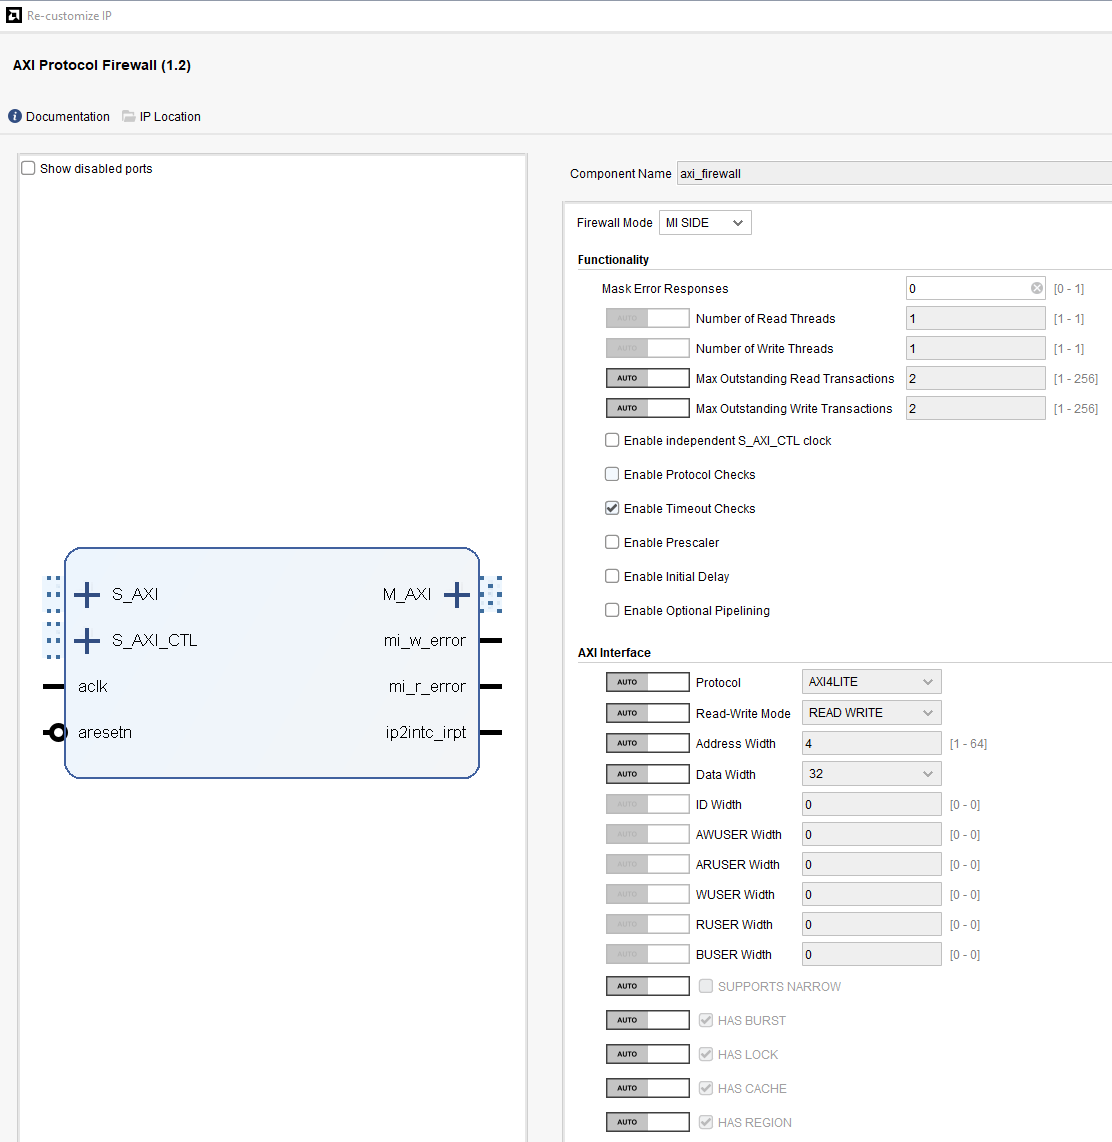 Re-customize IP
AXI Protocol Firewall (1.2)
Documentation IP Location
Show disabled ports
S_AXI M_AXI
S_AXI_CTL mi_w_error
aclk mi_r_error
aresetn ip2intc_irpt
Component Name axi_firewall
Firewall Mode MI SIDE
Functionality
Mask Error Responses 0 [0 - 1]
AUTO Number of Read Threads 1 [1 - 1]
AUTO Number of Write Threads 1 [1 - 1]
AUTO Max Outstanding Read Transactions 2 [1 - 256]
AUTO Max Outstanding Write Transactions 2 [1 - 256]
Enable independent S_AXI_CTL clock
Enable Protocol Checks
Enable Timeout Checks
Enable Prescaler
Enable Initial Delay
Enable Optional Pipelining
AXI Interface
AUTO Protocol AXI4LITE
AUTO Read-Write Mode READ WRITE
AUTO Address Width 4 [1 - 64]
AUTO Data Width 32
AUTO ID Width 0 [0 - 0]
AUTO AWUSER Width 0 [0 - 0]
AUTO ARUSER Width 0 [0 - 0]
AUTO WUSER Width 0 [0 - 0]
AUTO RUSER Width 0 [0 - 0]
AUTO BUSER Width 0 [0 - 0]
AUTO SUPPORTS NARROW
AUTO HAS BURST
AUTO HAS LOCK
AUTO HAS CACHE
AUTO HAS REGION